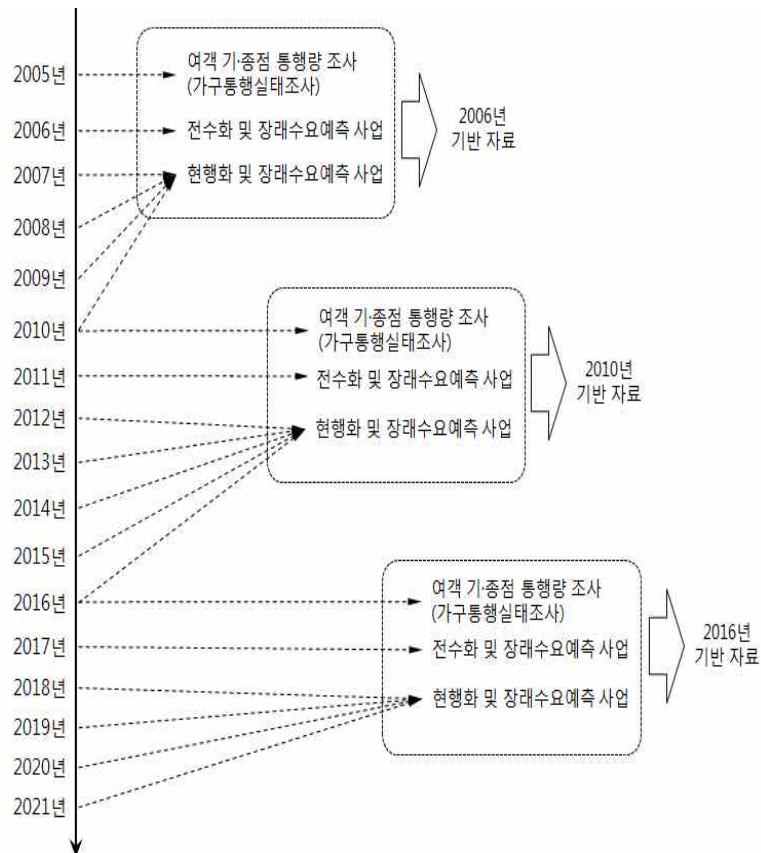 2005년
여객 기·종점 통행량 조사
(가구통행실태조사)
2006년
전수화 및 장래수요예측 사업
2007년
현행화 및 장래수요예측 사업
2006년
기반 자료
2008년
2009년
2010년
여객 기·종점 통행량 조사
(가구통행실태조사)
2011년
전수화 및 장래수요예측 사업
2012년
현행화 및 장래수요예측 사업
2010년
기반 자료
2013년
2014년
2015년
2016년
여객 기·종점 통행량 조사
(가구통행실태조사)
2017년
전수화 및 장래수요예측 사업
2018년
현행화 및 장래수요예측 사업
2016년
기반 자료
2019년
2020년
2021년